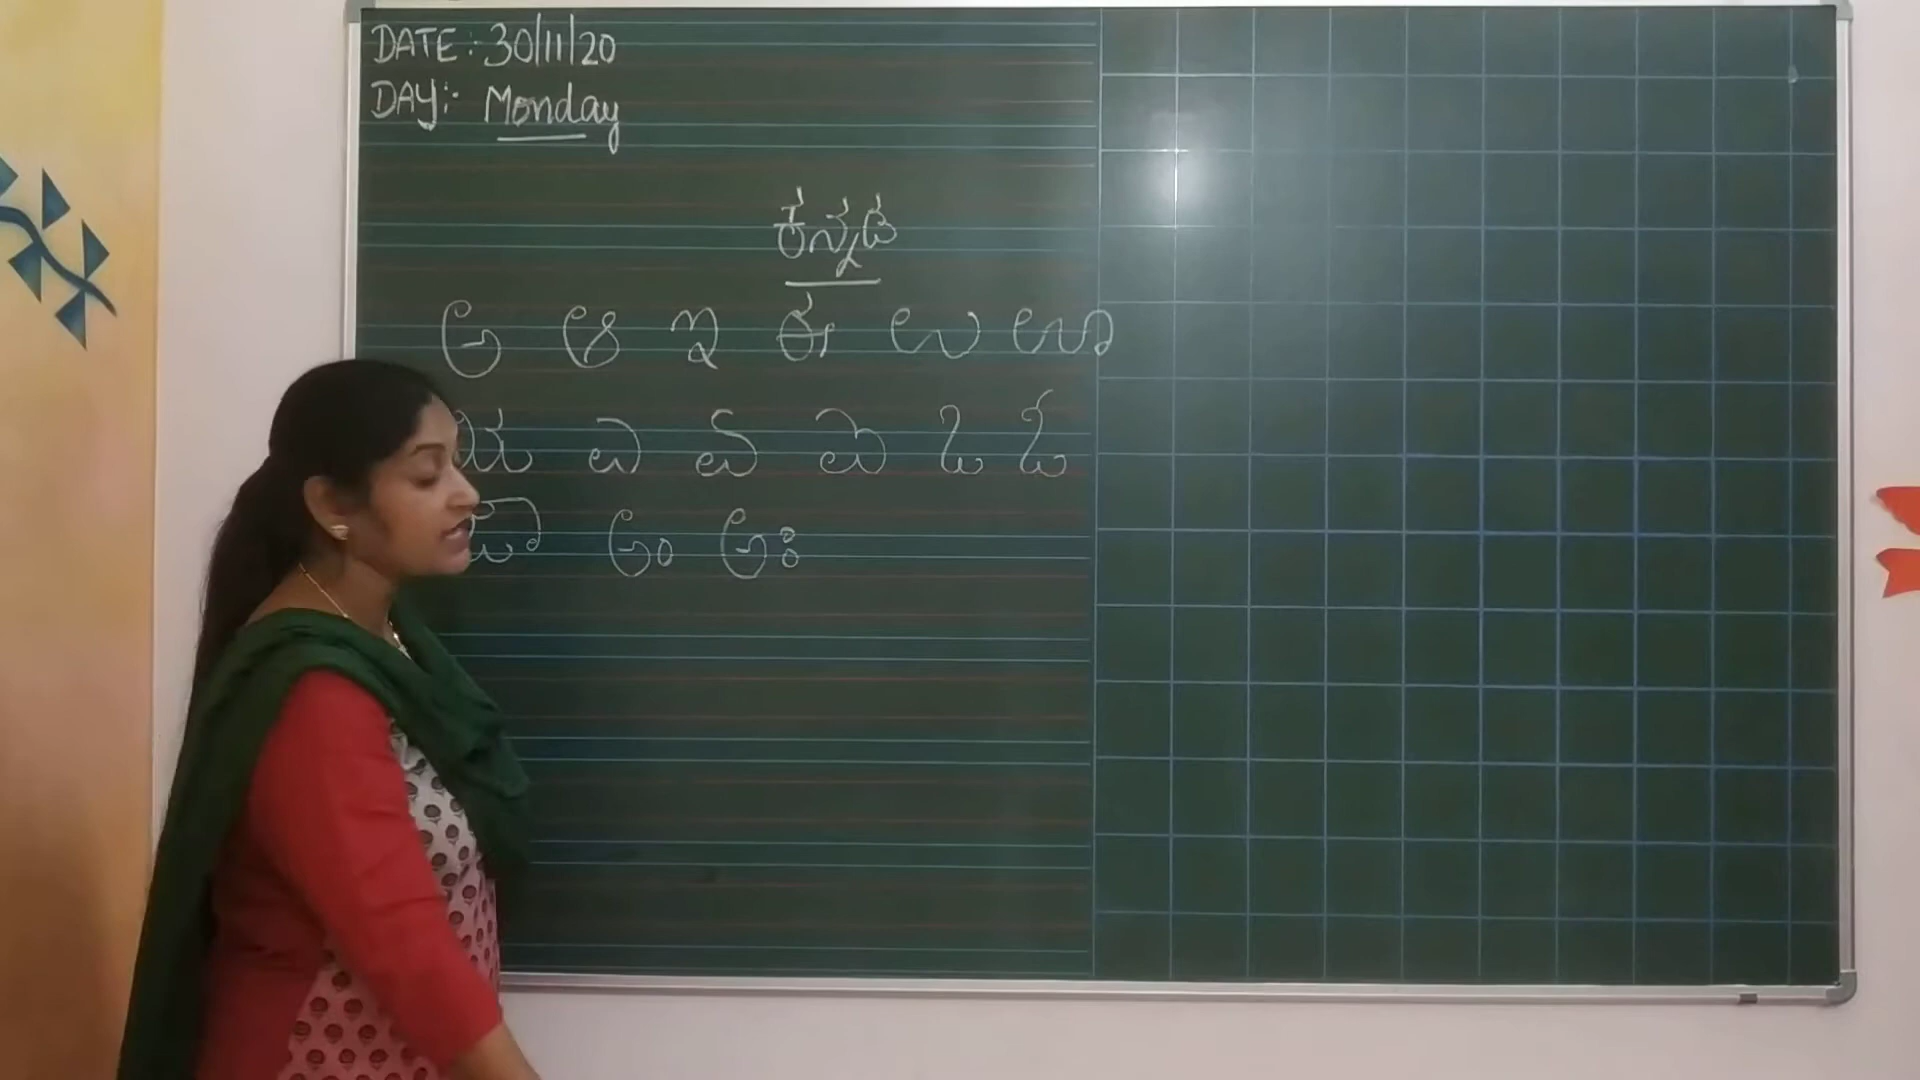 DATE:- 30/11/20
DAY:- Monday
ಕನ್ನಡ
ಅ ಆ ಇ ಈ ಉ ಊ
ಋ ಎ ಏ ಐ ಒ ಓ
ಔ ಅಂ ಅಃ